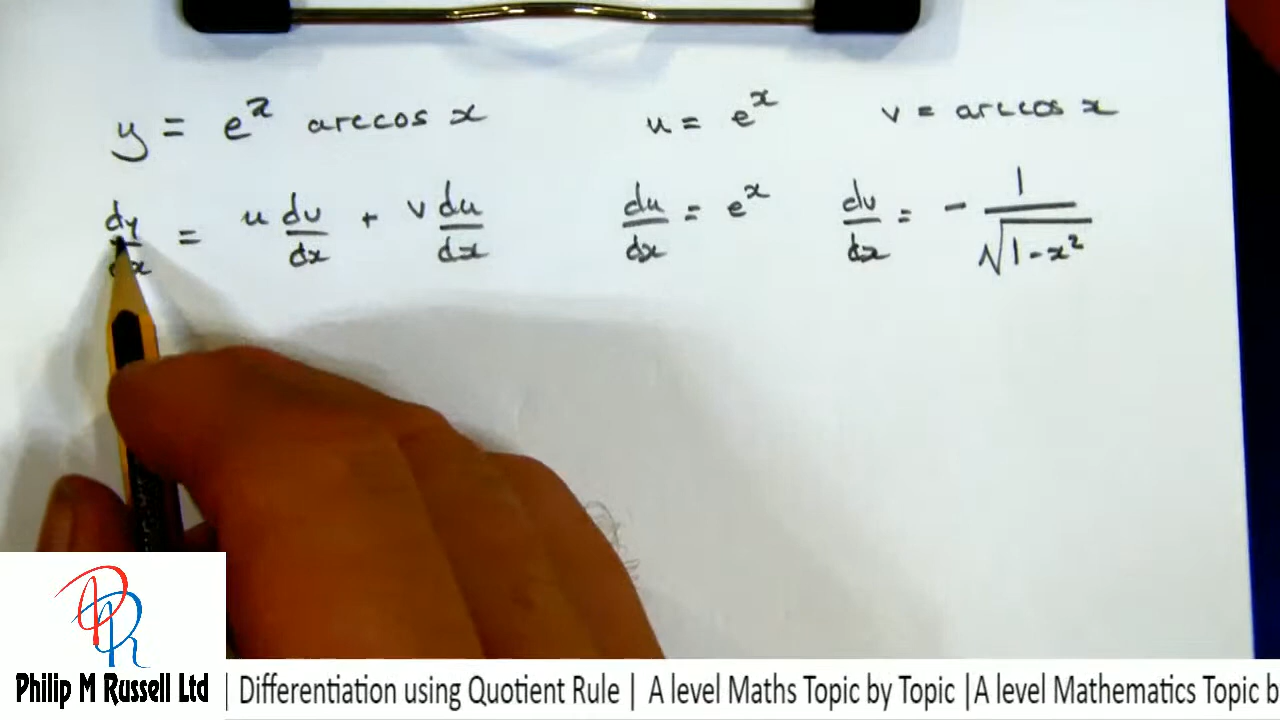 y = e^x arccos x    u = e^x    v = arccos x
dy/dx = u dv/dx + v du/dx    du/dx = e^x    dv/dx = - 1/√(1-x²)
PR
Philip M Russell Ltd
| Differentiation using Quotient Rule | A level Maths Topic by Topic |A level Mathematics Topic b